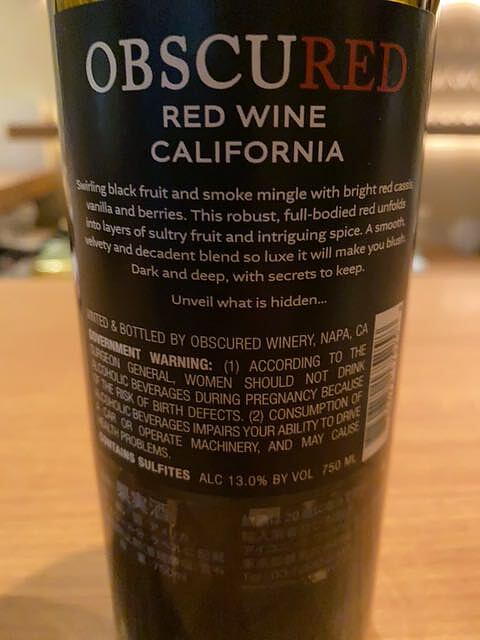 OBSCURED
RED WINE
CALIFORNIA
Swirling black fruit and smoke mingle with bright red cassis,
vanilla and berries. This robust, full-bodied red unfolds
into layers of sultry fruit and intriguing spice. A smooth,
velvety and decadent blend so luxe it will make you blush.
Dark and deep, with secrets to keep.
Unveil what is hidden...
& BOTTLED BY OBSCURED WINERY, NAPA, CA
GOVERNMENT WARNING: (1) ACCORDING TO THE
SURGEON GENERAL, WOMEN SHOULD NOT DRINK
ALCOHOLIC BEVERAGES DURING PREGNANCY BECAUSE
OF THE RISK OF BIRTH DEFECTS. (2) CONSUMPTION OF
ALCOHOLIC BEVERAGES IMPAIRS YOUR ABILITY TO DRIVE
A CAR OR OPERATE MACHINERY, AND MAY CAUSE
HEALTH PROBLEMS.
CONTAINS SULFITES ALC 13.0% BY VOL 750 ML
果実酒